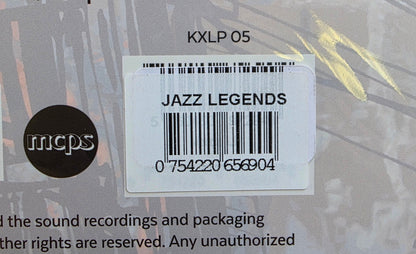 KXLP 05
JAZZ LEGENDS
0 754220 656904
mcps
d the sound recordings and packaging
ther rights are reserved. Any unauthorized